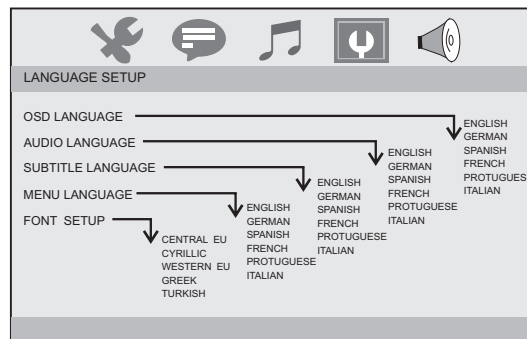 LANGUAGE SETUP
OSD LANGUAGE
ENGLISH
GERMAN
SPANISH
FRENCH
PROTUGUES
ITALIAN
AUDIO LANGUAGE
ENGLISH
GERMAN
SPANISH
FRENCH
PROTUGUESE
ITALIAN
SUBTITLE LANGUAGE
ENGLISH
GERMAN
SPANISH
FRENCH
PROTUGUESE
ITALIAN
MENU LANGUAGE
ENGLISH
GERMAN
SPANISH
FRENCH
PROTUGUESE
ITALIAN
FONT SETUP
CENTRAL EU
CYRILLIC
WESTERN EU
GREEK
TURKISH